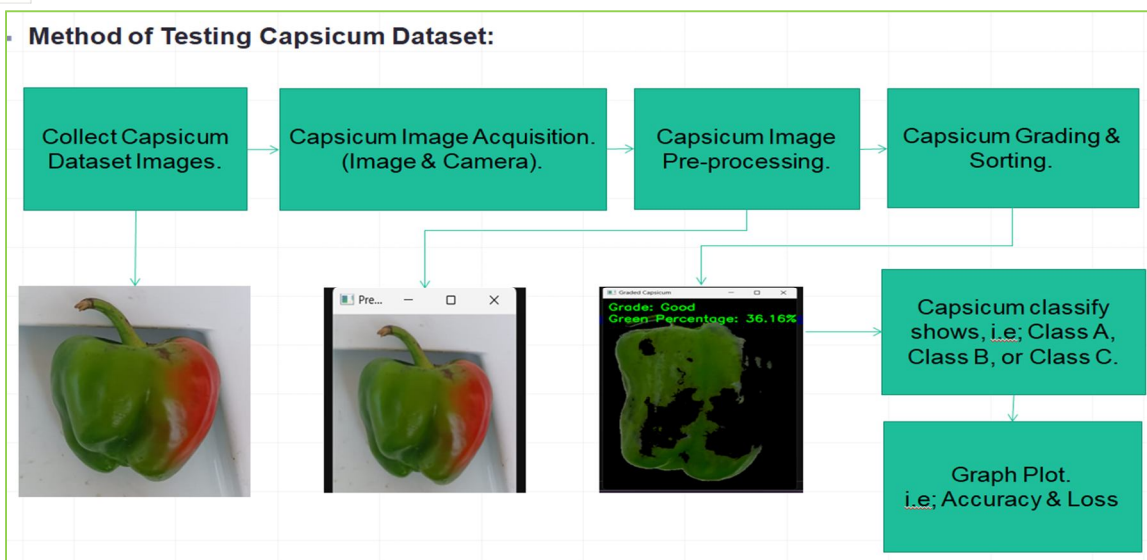 Method of Testing Capsicum Dataset:
Collect Capsicum
Dataset Images.
Capsicum Image Acquisition.
(Image & Camera).
Capsicum Image
Pre-processing.
Capsicum Grading &
Sorting.
Pre...
Graded Capsicum
Grade: Good
Green Percentage: 36.16%
Capsicum classify
shows, i.e; Class A,
Class B, or Class C.
Graph Plot.
i.e; Accuracy & Loss